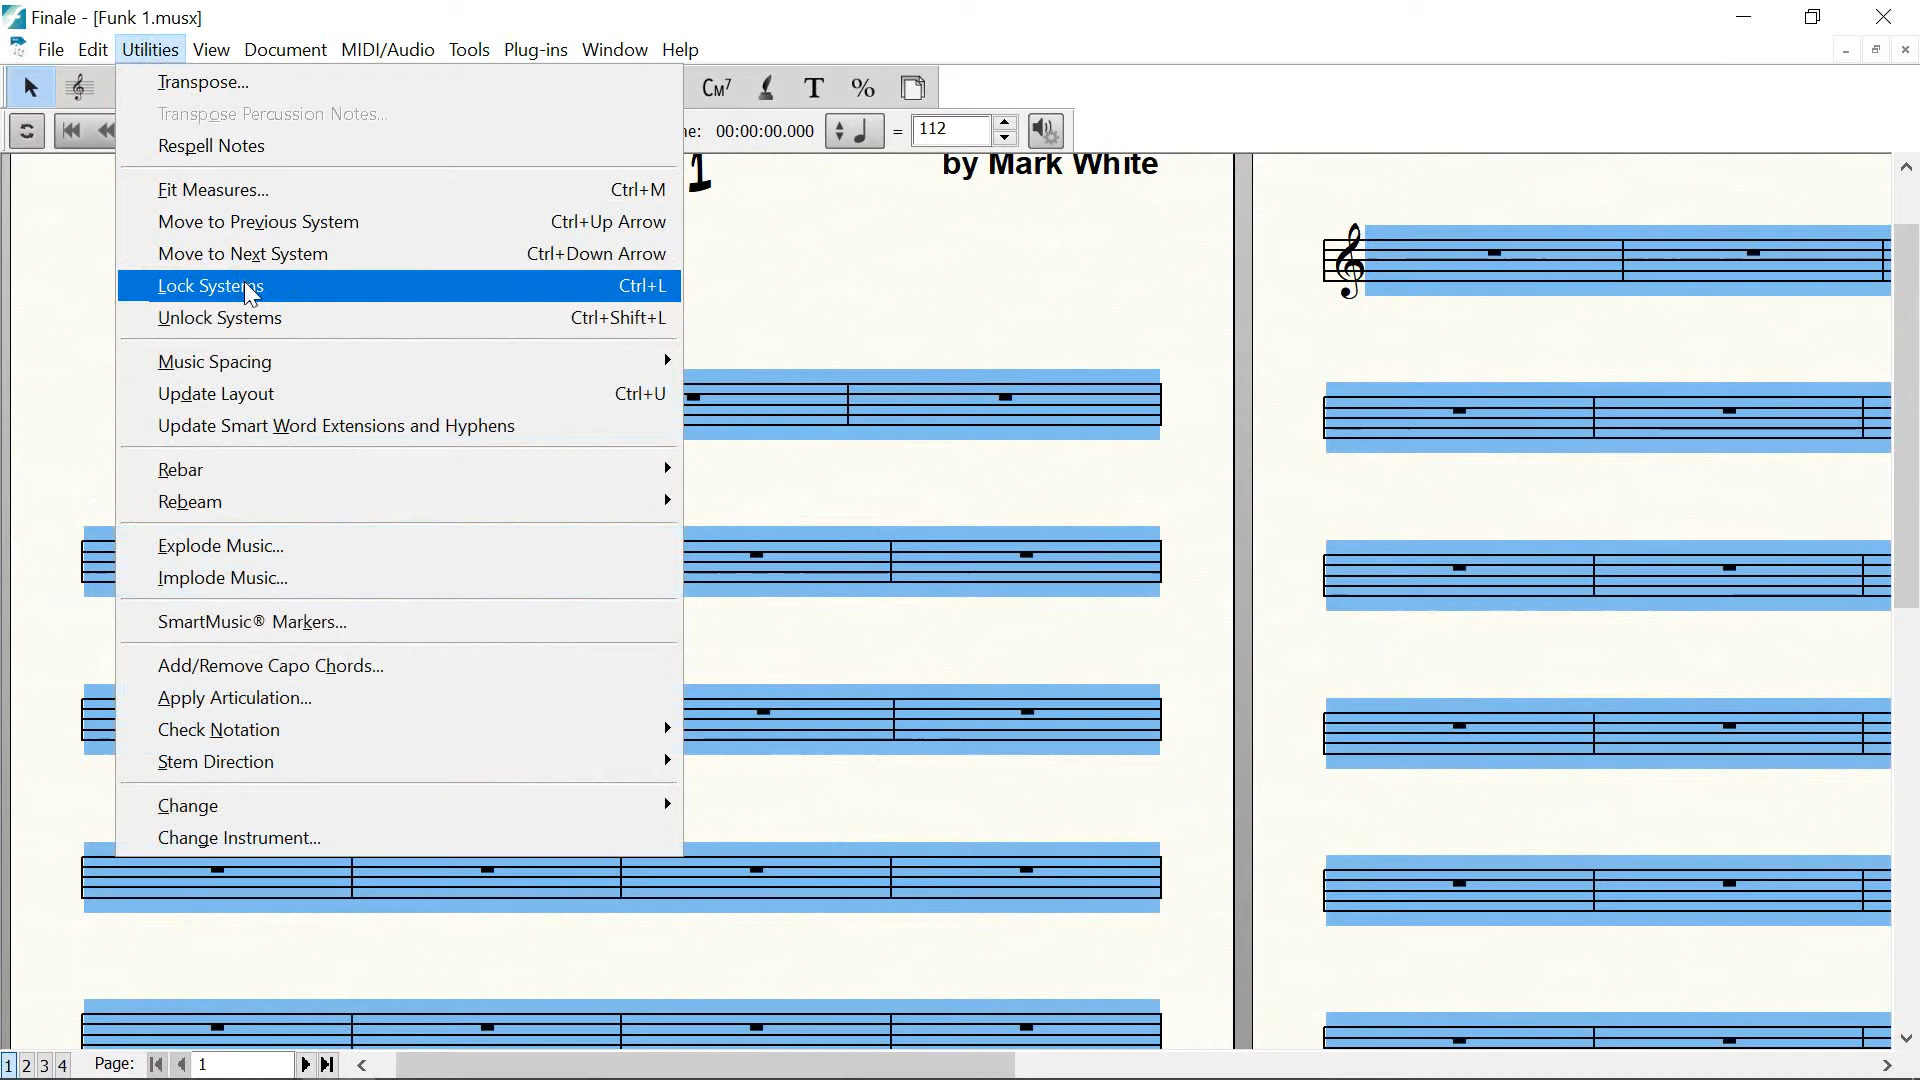 Finale - [Funk 1.musx]
File Edit Utilities View Document MIDI/Audio Tools Plug-ins Window Help
CM7 T %
ne: 00:00:00.000 = 112
1 by Mark White
Transpose...
Transpose Percussion Notes...
Respell Notes
Fit Measures... Ctrl+M
Move to Previous System Ctrl+Up Arrow
Move to Next System Ctrl+Down Arrow
Lock Systems Ctrl+L
Unlock Systems Ctrl+Shift+L
Music Spacing
Update Layout Ctrl+U
Update Smart Word Extensions and Hyphens
Rebar
Rebeam
Explode Music...
Implode Music...
SmartMusic® Markers...
Add/Remove Capo Chords...
Apply Articulation...
Check Notation
Stem Direction
Change
Change Instrument...
1 2 3 4 Page: 1